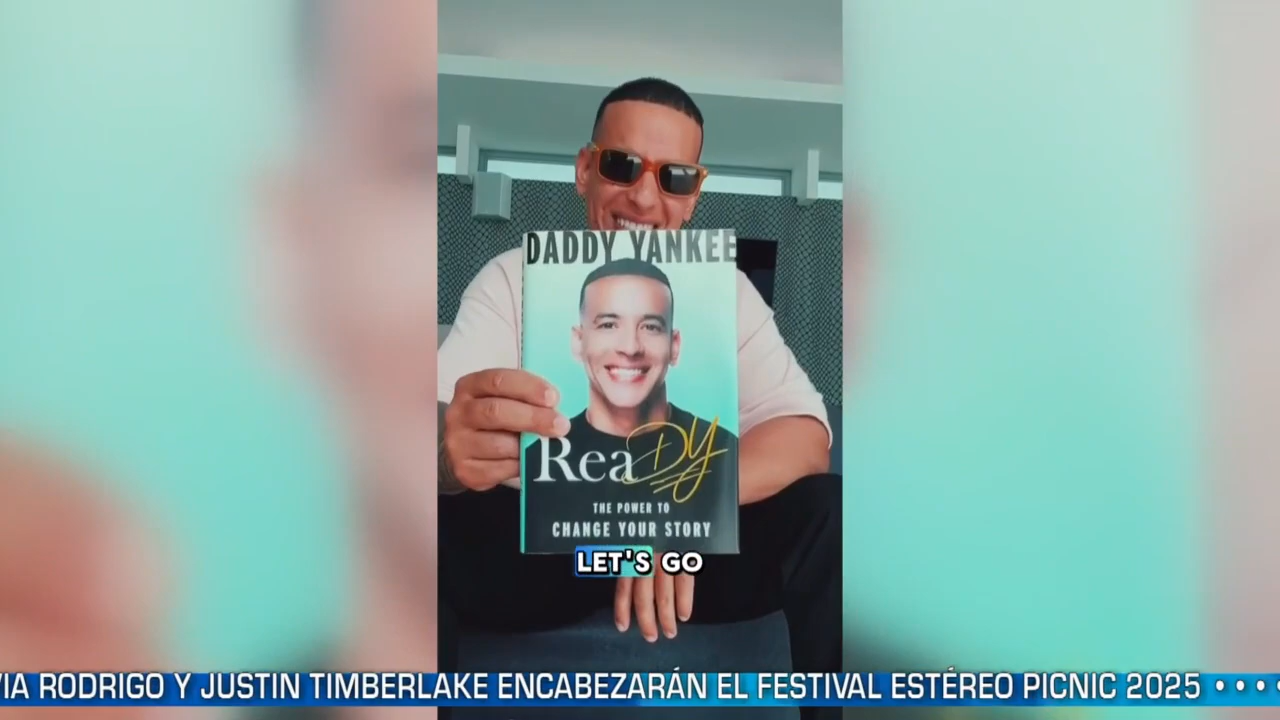 DADDY YANKEE
ReaDY
THE POWER TO
CHANGE YOUR STORY
LET'S GO
VIA RODRIGO Y JUSTIN TIMBERLAKE ENCABEZARÁN EL FESTIVAL ESTÉREO PICNIC 2025 • • • •